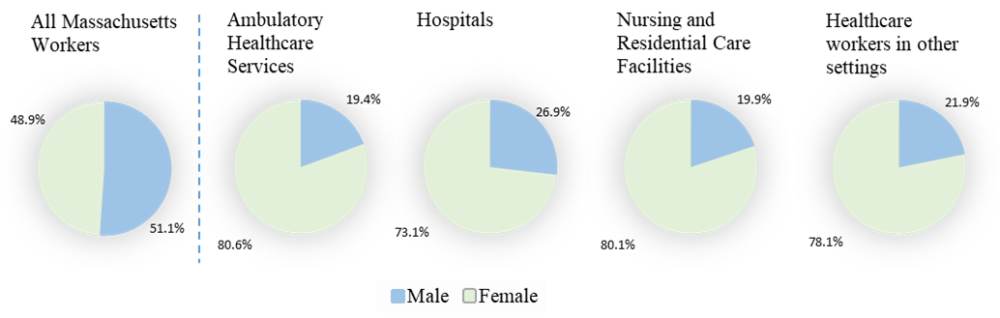 All Massachusetts
Workers
48.9%
51.1%
Ambulatory
Healthcare
Services
19.4%
80.6%
Hospitals
26.9%
73.1%
Nursing and
Residential Care
Facilities
19.9%
80.1%
Healthcare
workers in other
settings
21.9%
78.1%
Male
Female